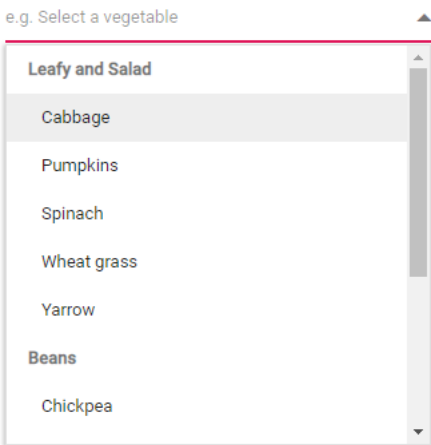 e.g. Select a vegetable
Leafy and Salad
Cabbage
Pumpkins
Spinach
Wheat grass
Yarrow
Beans
Chickpea